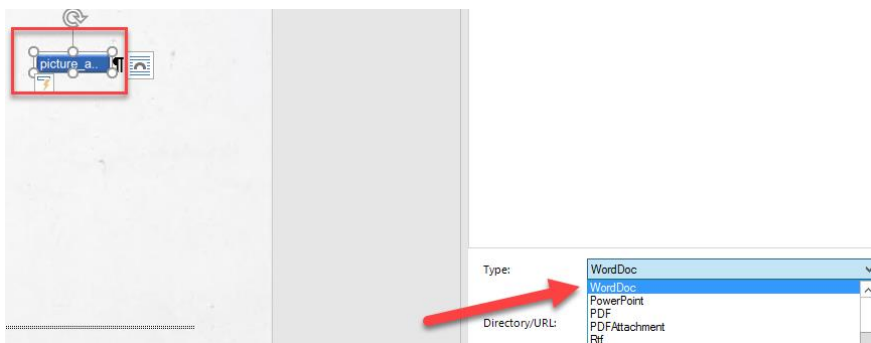 picture_a.. ¶
Type: WordDoc
WordDoc
PowerPoint
PDF
Directory/URL: PDFAttachment
Rtf